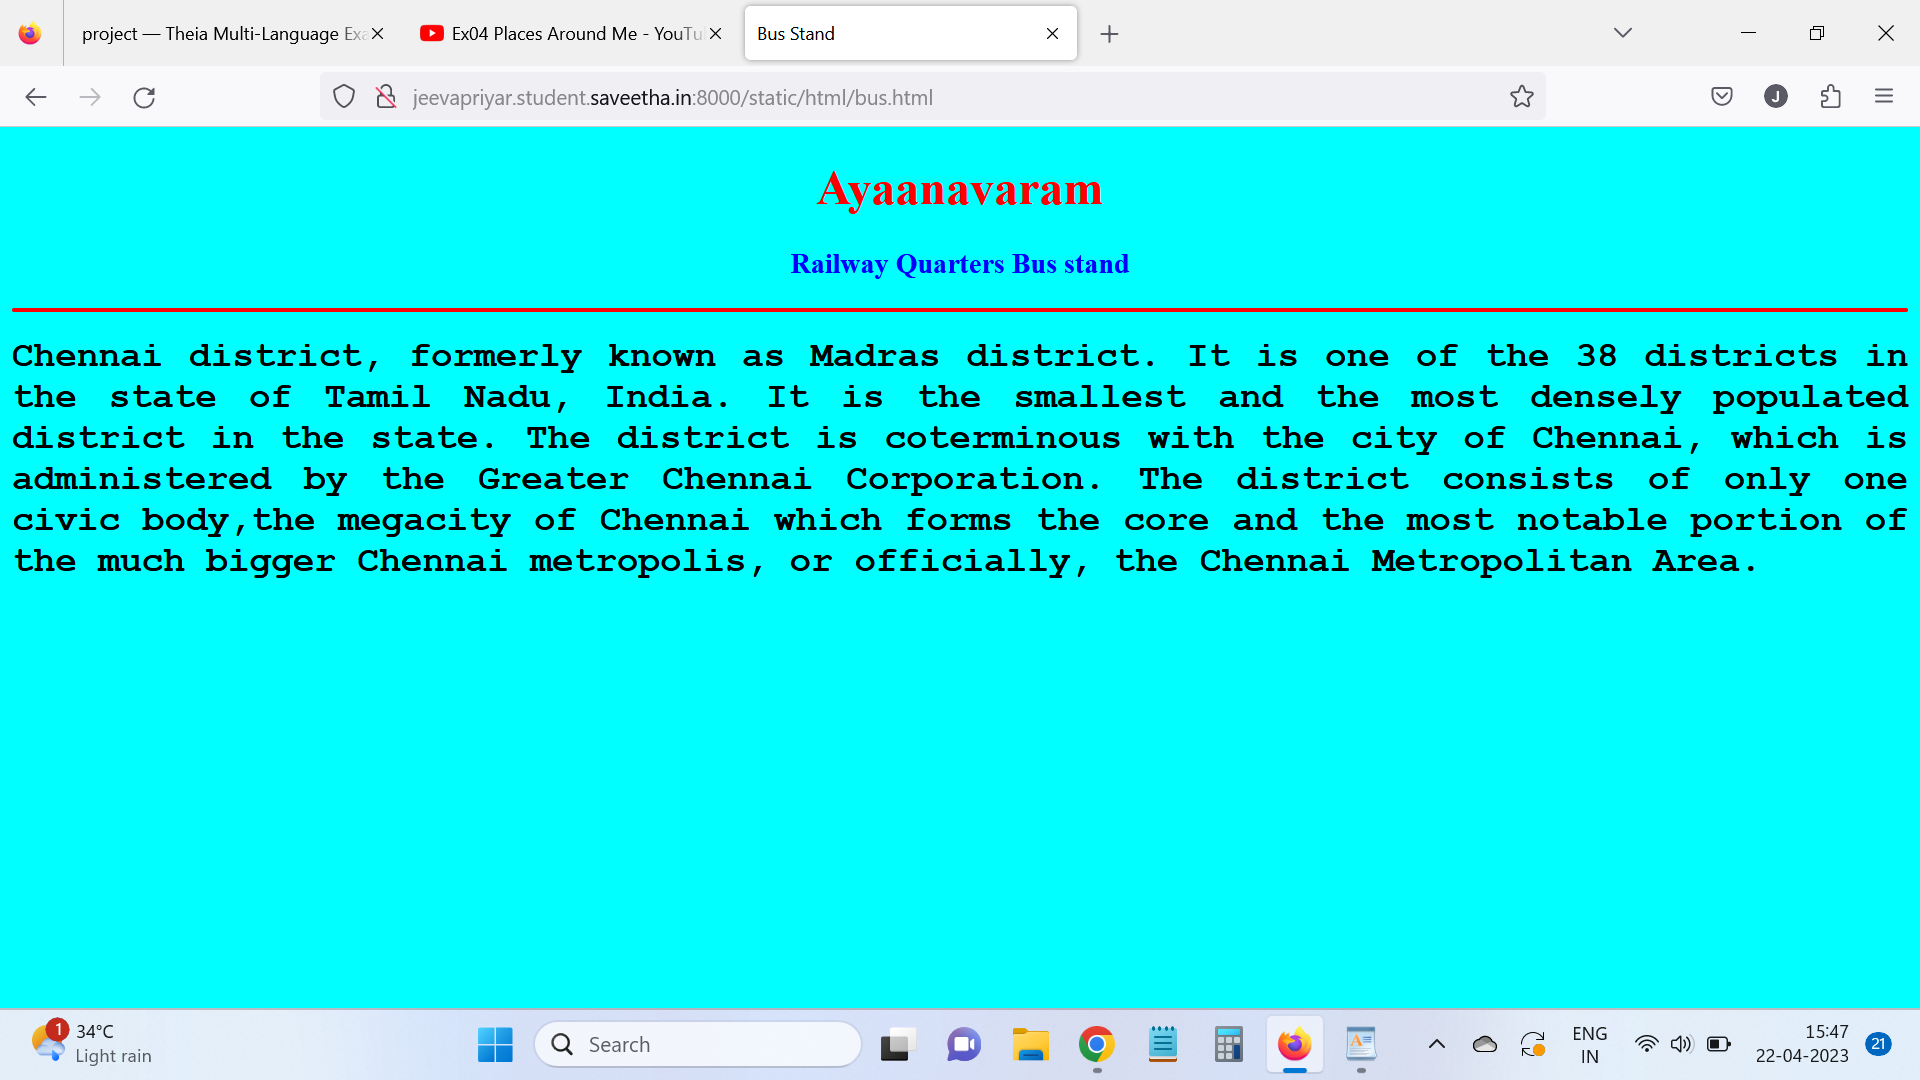 project — Theia Multi-Language Exa
Ex04 Places Around Me - YouTu
Bus Stand
jeevapriyar.student.saveetha.in:8000/static/html/bus.html
J
Ayaanavaram
Railway Quarters Bus stand
Chennai district, formerly known as Madras district. It is one of the 38 districts in
the state of Tamil Nadu, India. It is the smallest and the most densely populated
district in the state. The district is coterminous with the city of Chennai, which is
administered by the Greater Chennai Corporation. The district consists of only one
civic body,the megacity of Chennai which forms the core and the most notable portion of
the much bigger Chennai metropolis, or officially, the Chennai Metropolitan Area.
1
34°C
Light rain
Search
ENG
IN
15:47
22-04-2023
21